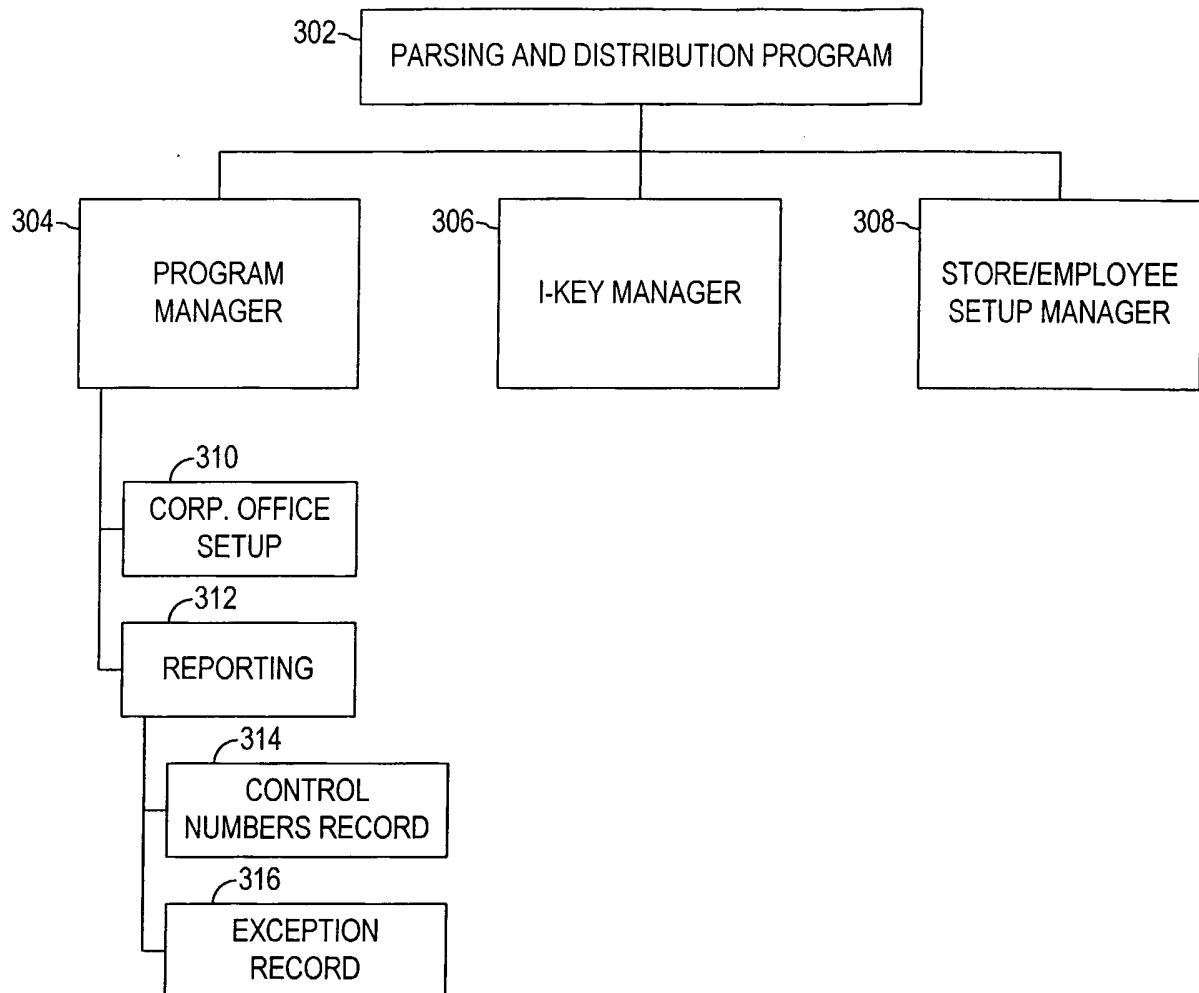 302
PARSING AND DISTRIBUTION PROGRAM
304
PROGRAM
MANAGER
306
I-KEY MANAGER
308
STORE/EMPLOYEE
SETUP MANAGER
310
CORP. OFFICE
SETUP
312
REPORTING
314
CONTROL
NUMBERS RECORD
316
EXCEPTION
RECORD